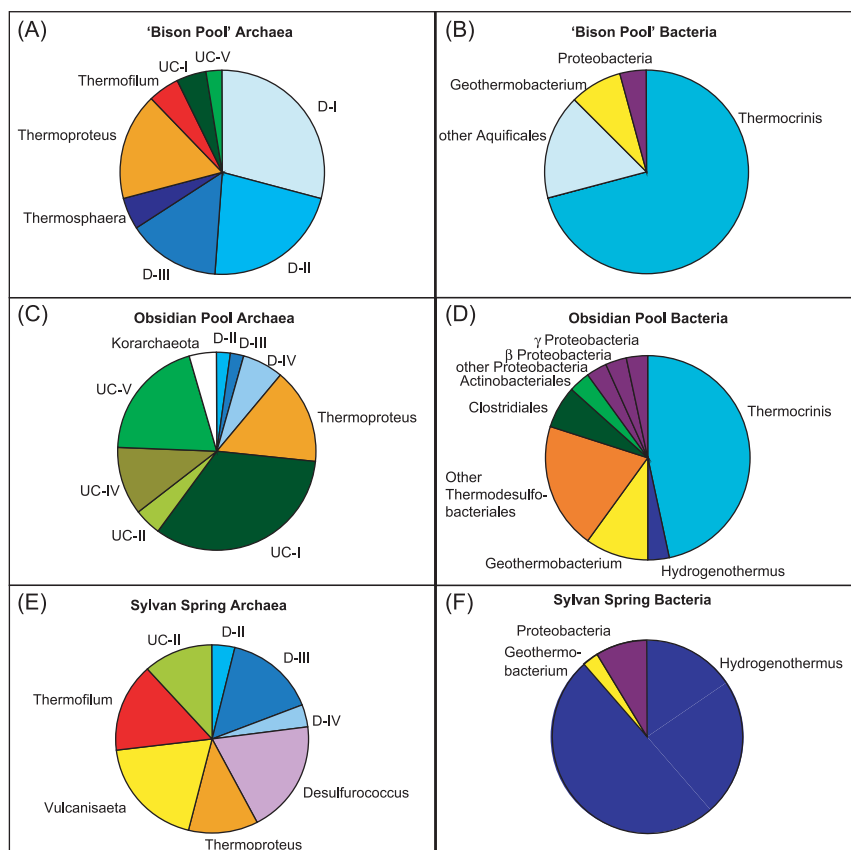 (A)
'Bison Pool' Archaea
UC-V
UC-I
Thermofilum
D-I
Thermoproteus
Thermosphaera
D-III
D-II
(B)
'Bison Pool' Bacteria
Proteobacteria
Geothermobacterium
Thermocrinis
other Aquificales
(C)
Obsidian Pool Archaea
D-II
Korarchaeota
D-III
D-IV
UC-V
Thermoproteus
UC-IV
UC-II
UC-I
(D)
Obsidian Pool Bacteria
γ Proteobacteria
β Proteobacteria
other Proteobacteria
Actinobacteriales
Thermocrinis
Clostridiales
Other
Thermodesulfo-
bacteriales
Geothermobacterium
Hydrogenothermus
(E)
Sylvan Spring Archaea
UC-II
D-II
D-III
Thermofilum
D-IV
Desulfurococcus
Vulcanisaeta
Thermoproteus
(F)
Sylvan Spring Bacteria
Proteobacteria
Geothermo-
bacterium
Hydrogenothermus